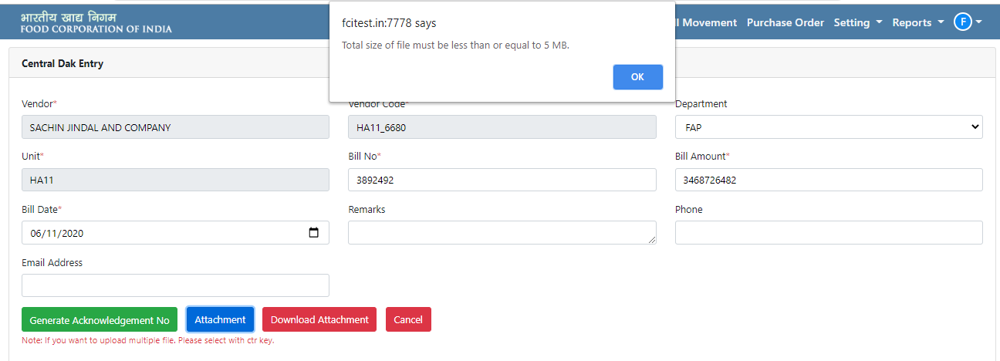 भारतीय खाद्य निगम
FOOD CORPORATION OF INDIA
Movement Purchase Order Setting Reports F
fcitest.in:7778 says
Total size of file must be less than or equal to 5 MB.
OK
Central Dak Entry
Vendor* Vendor Code* Department
SACHIN JINDAL AND COMPANY HA11_6680 FAP
Unit* Bill No* Bill Amount*
HA11 3892492 3468726482
Bill Date* Remarks Phone
06/11/2020
Email Address
Generate Acknowledgement No Attachment Download Attachment Cancel
Note: If you want to upload multiple file. Please select with ctr key.